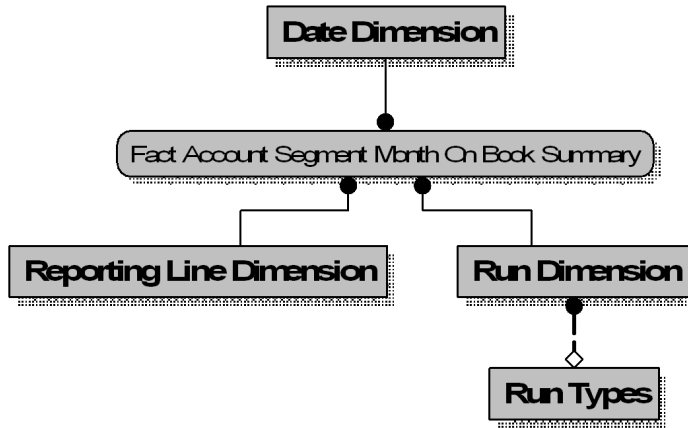 Date Dimension
Fact Account Segment Month On Book Summary
Reporting Line Dimension
Run Dimension
Run Types